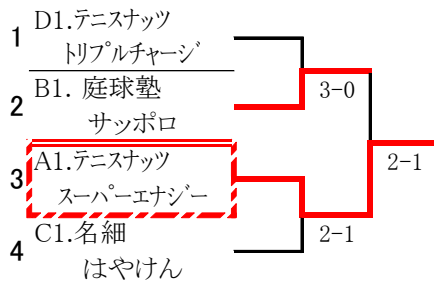 1 D1.テニスナッツ
トリプルチャージ
2 B1. 庭球塾
サッポロ
3-0
3 A1.テニスナッツ
スーパーエナジー
2-1
4 C1.名細
はやけん
2-1